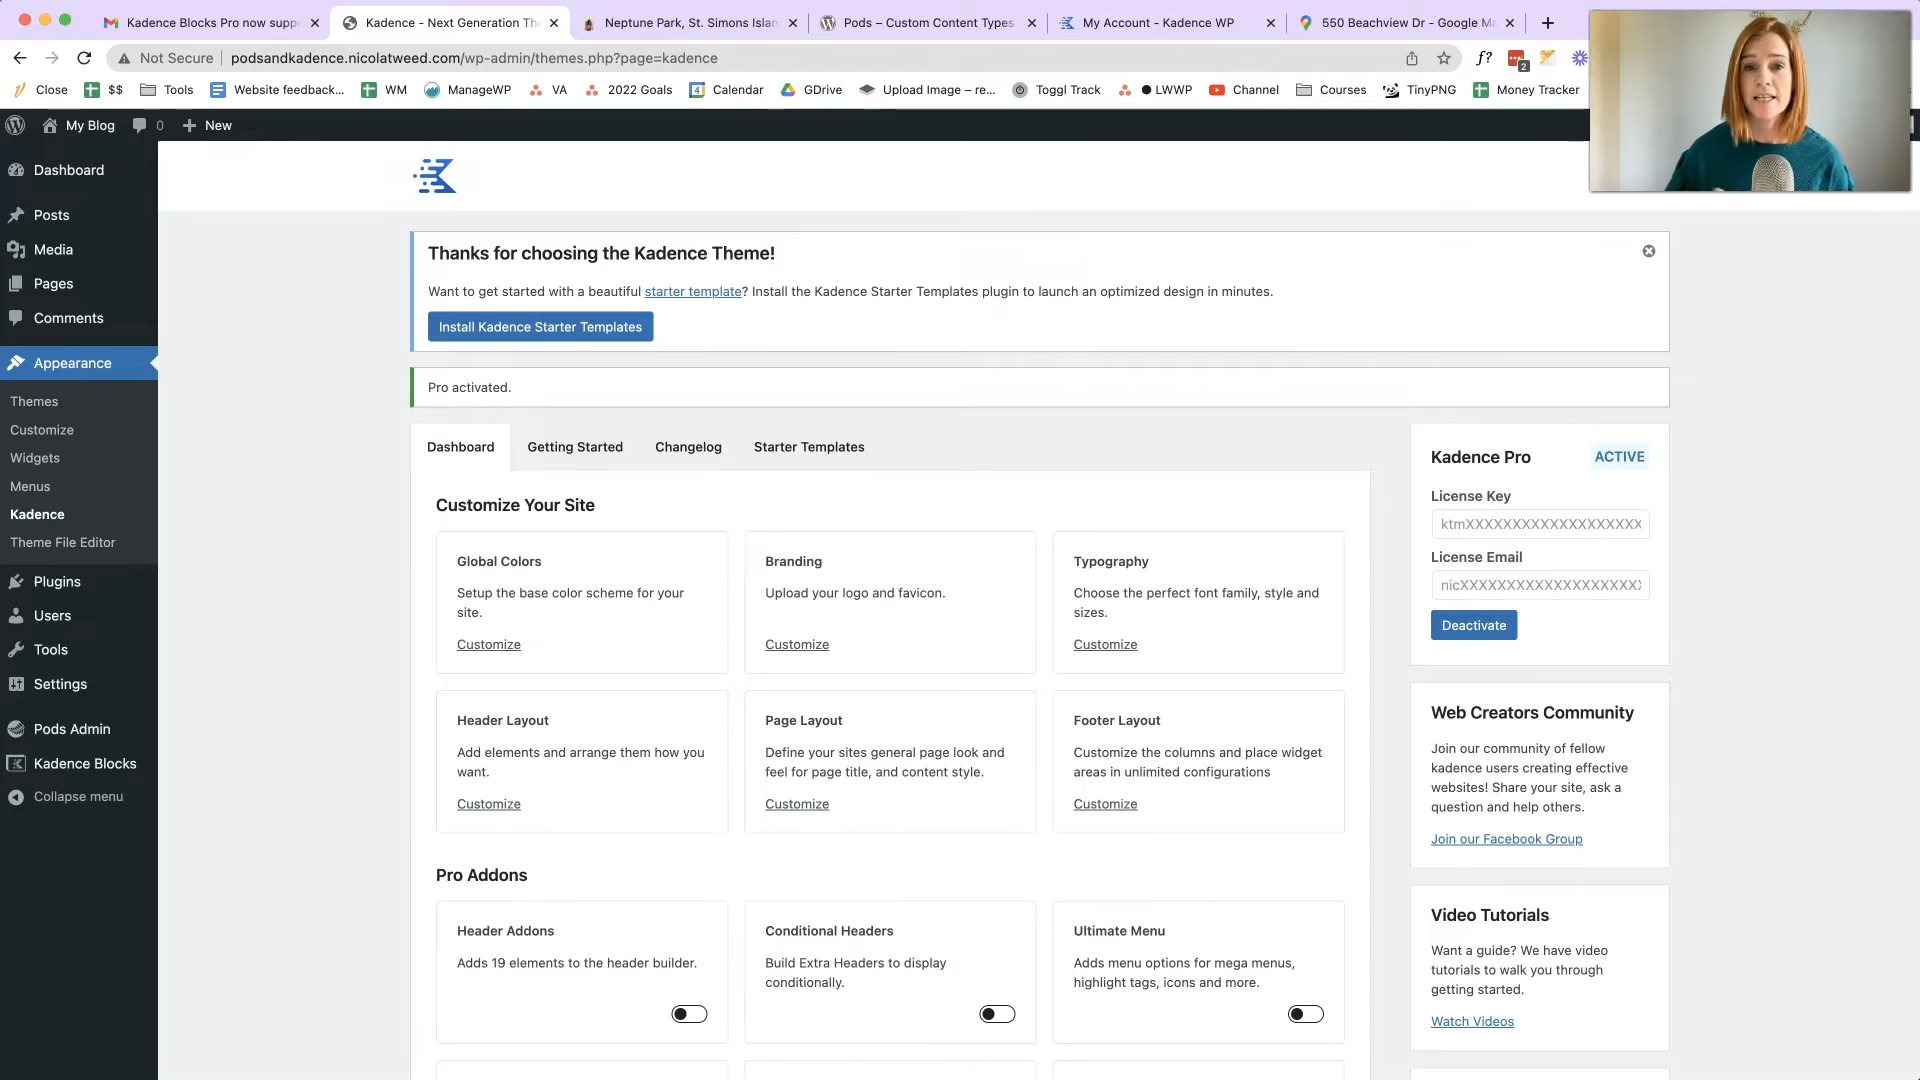 Kadence Blocks Pro now supp
Kadence - Next Generation Th
Neptune Park, St. Simons Islan
Pods – Custom Content Types
My Account - Kadence WP
550 Beachview Dr - Google Ma
Not Secure
podsandkadence.nicolatweed.com/wp-admin/themes.php?page=kadence
f?
2
Close
$$
Tools
Website feedback...
WM
ManageWP
VA
2022 Goals
4
Calendar
GDrive
Upload Image – re...
Toggl Track
LWWP
Channel
Courses
TinyPNG
Money Tracker
My Blog
0
New
Dashboard
Posts
Media
Pages
Comments
Appearance
Themes
Customize
Widgets
Menus
Kadence
Theme File Editor
Plugins
Users
Tools
Settings
Pods Admin
Kadence Blocks
Collapse menu
Thanks for choosing the Kadence Theme!
Want to get started with a beautiful starter template? Install the Kadence Starter Templates plugin to launch an optimized design in minutes.
Install Kadence Starter Templates
Pro activated.
Dashboard
Getting Started
Changelog
Starter Templates
Customize Your Site
Global Colors
Setup the base color scheme for your
site.
Customize
Branding
Upload your logo and favicon.
Customize
Typography
Choose the perfect font family, style and
sizes.
Customize
Header Layout
Add elements and arrange them how you
want.
Customize
Page Layout
Define your sites general page look and
feel for page title, and content style.
Customize
Footer Layout
Customize the columns and place widget
areas in unlimited configurations
Customize
Pro Addons
Header Addons
Adds 19 elements to the header builder.
Conditional Headers
Build Extra Headers to display
conditionally.
Ultimate Menu
Adds menu options for mega menus,
highlight tags, icons and more.
Kadence Pro
ACTIVE
License Key
ktmXXXXXXXXXXXXXXXXXXX
License Email
nicXXXXXXXXXXXXXXXXXXX
Deactivate
Web Creators Community
Join our community of fellow
kadence users creating effective
websites! Share your site, ask a
question and help others.
Join our Facebook Group
Video Tutorials
Want a guide? We have video
tutorials to walk you through
getting started.
Watch Videos